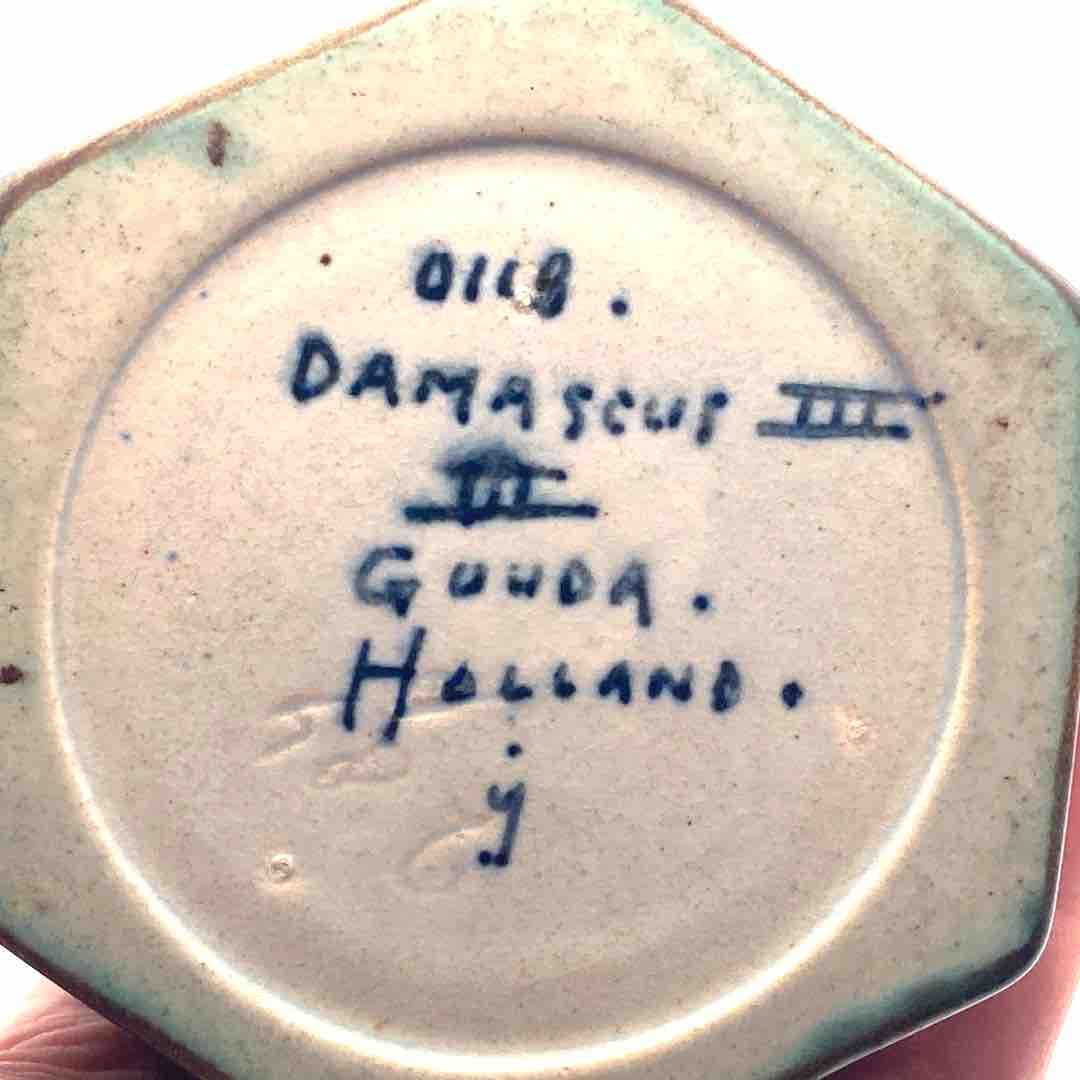 0118.
DAMASCUS III
III
GOUDA.
HOLLAND.
y